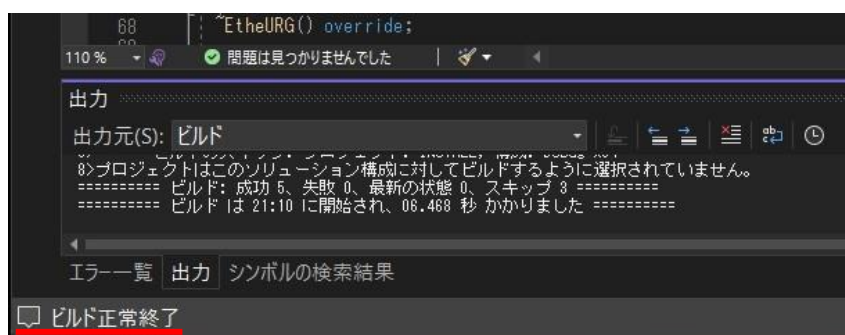 68 ~EtheURG() override;
110 % 問題は見つかりませんでした
出力
出力元(S): ビルド
8>プロジェクトはこのソリューション構成に対してビルドするように選択されていません。
========== ビルド: 成功 5、失敗 0、最新の状態 0、スキップ 3 ==========
========== ビルド は 21:10 に開始され、06.468 秒 かかりました ==========
エラー一覧 出力 シンボルの検索結果
ビルド正常終了